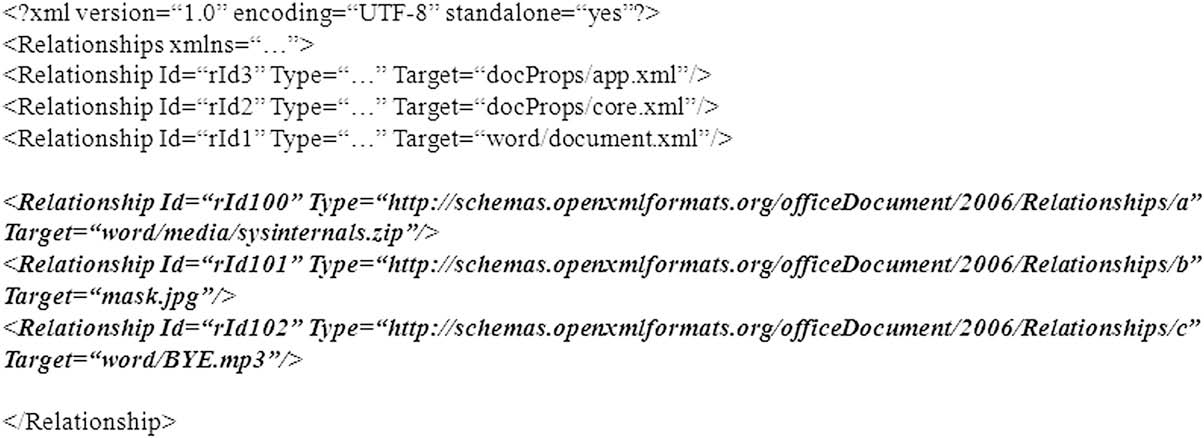 <?xml version=“1.0” encoding=“UTF-8” standalone=“yes”?>
<Relationships xmlns=“…”>
<Relationship Id=“rId3” Type=“…” Target=“docProps/app.xml”/>
<Relationship Id=“rId2” Type=“…” Target=“docProps/core.xml”/>
<Relationship Id=“rId1” Type=“…” Target=“word/document.xml”/>
<Relationship Id=“rId100” Type=“http://schemas.openxmlformats.org/officeDocument/2006/Relationships/a”
Target=“word/media/sysinternals.zip”/>
<Relationship Id=“rId101” Type=“http://schemas.openxmlformats.org/officeDocument/2006/Relationships/b”
Target=“mask.jpg”/>
<Relationship Id=“rId102” Type=“http://schemas.openxmlformats.org/officeDocument/2006/Relationships/c”
Target=“word/BYE.mp3”/>
</Relationship>